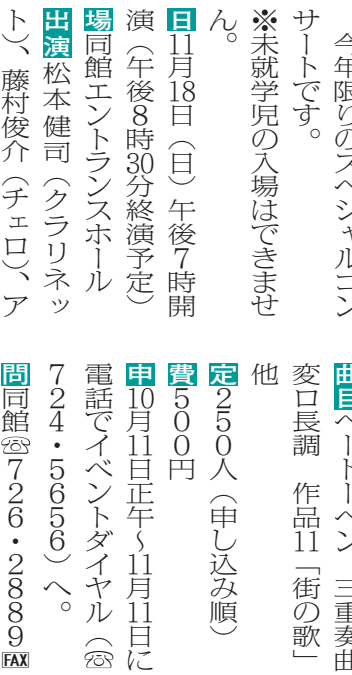 今年限りのスペシャルコン
サートです。
※未就学児の入場はできませ
ん。
日11月18日（日）午後7時開
演（午後8時30分終演予定）
場同館エントランスホール
出演松本健司（クラリネッ
ト）、藤村俊介（チェロ）、ア
曲目ベートーベン　三重奏曲
変ロ長調　作品11「街の歌」
他
定250人（申し込み順）
費500円
申10月11日正午～11月11日に
電話でイベントダイヤル（☎
724・5656）へ。
問同館☎726・2889FAX